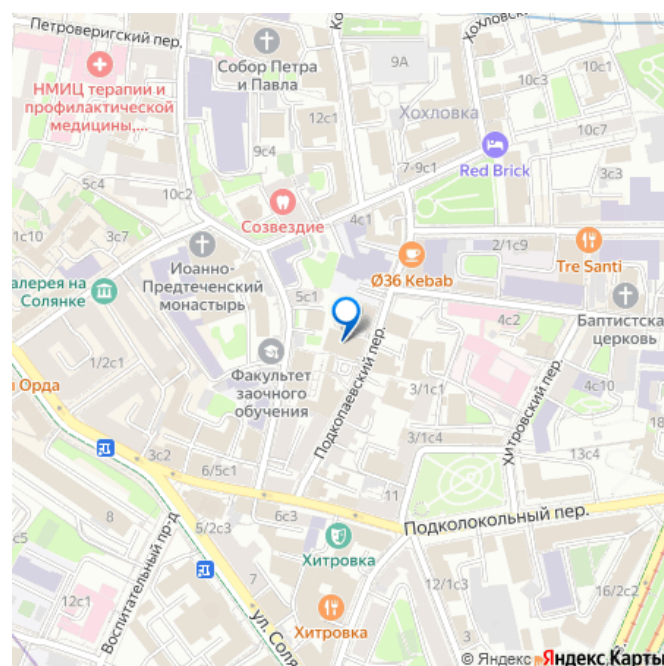 Петроверигский пер.
Собор Петра
и Павла
НМИЦ терапии и
профилактической
медицины,...
9А
Хохловский
10с3
10с1
12с1
Хохловка
10с7
9с4
7-9с1
Red Brick
3с3
5с4
10с2
Созвездие
4с1
1с10
3с7
Иоанно-
Предтеченский
монастырь
Ø36 Kebab
2/1с9
Tre Santi
алерея на
Солянке
5с1
4с2
Баптистска
церковь
1/2с1
Факультет
заочного
обучения
Подкопаевский пер.
3/1с1
Хитровский пер.
4с10
Орда
3/1с4
18
3с2
6/5с1
13с4
11
8
5/2с3
6с3
Подколокольный пер.
с5
Хитровка
Воспитательный пр-д
7
12/1с3
16/2с2
12с1
ул. Соля
Хитровка
© Яндекс Яндекс Карты